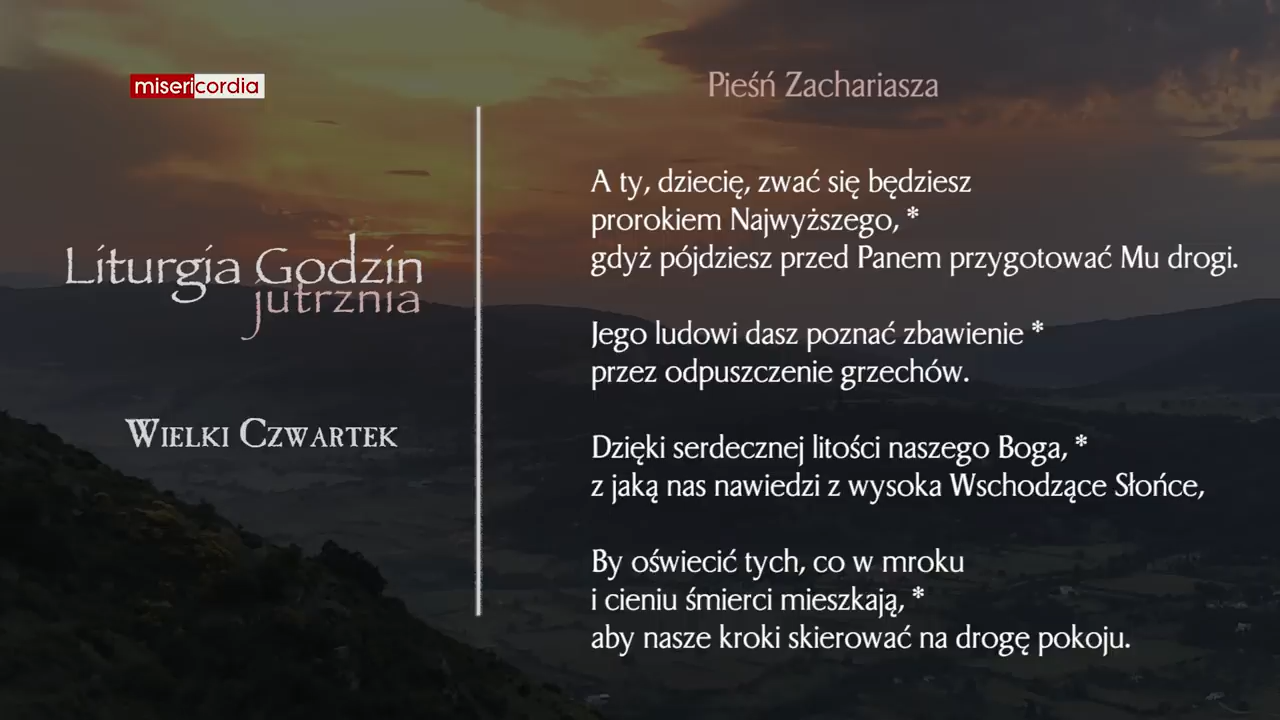 misericordia
Liturgia Godzin
jutrznia
Wielki Czwartek
Pieśń Zachariasza
A ty, dziecię, zwać się będziesz
prorokiem Najwyższego, *
gdyż pójdziesz przed Panem przygotować Mu drogi.
Jego ludowi dasz poznać zbawienie *
przez odpuszczenie grzechów.
Dzięki serdecznej litości naszego Boga, *
z jaką nas nawiedzi z wysoka Wschodzące Słońce,
By oświecić tych, co w mroku
i cieniu śmierci mieszkają, *
aby nasze kroki skierować na drogę pokoju.